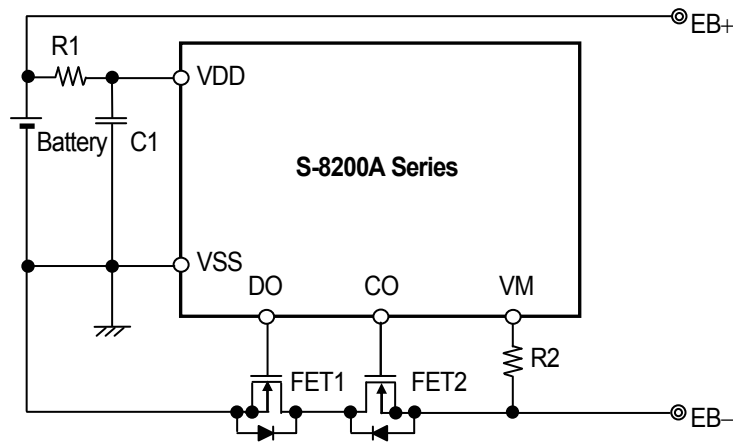 EB+
R1
VDD
Battery
C1
S-8200A Series
VSS
DO
CO
VM
R2
FET1
FET2
EB−